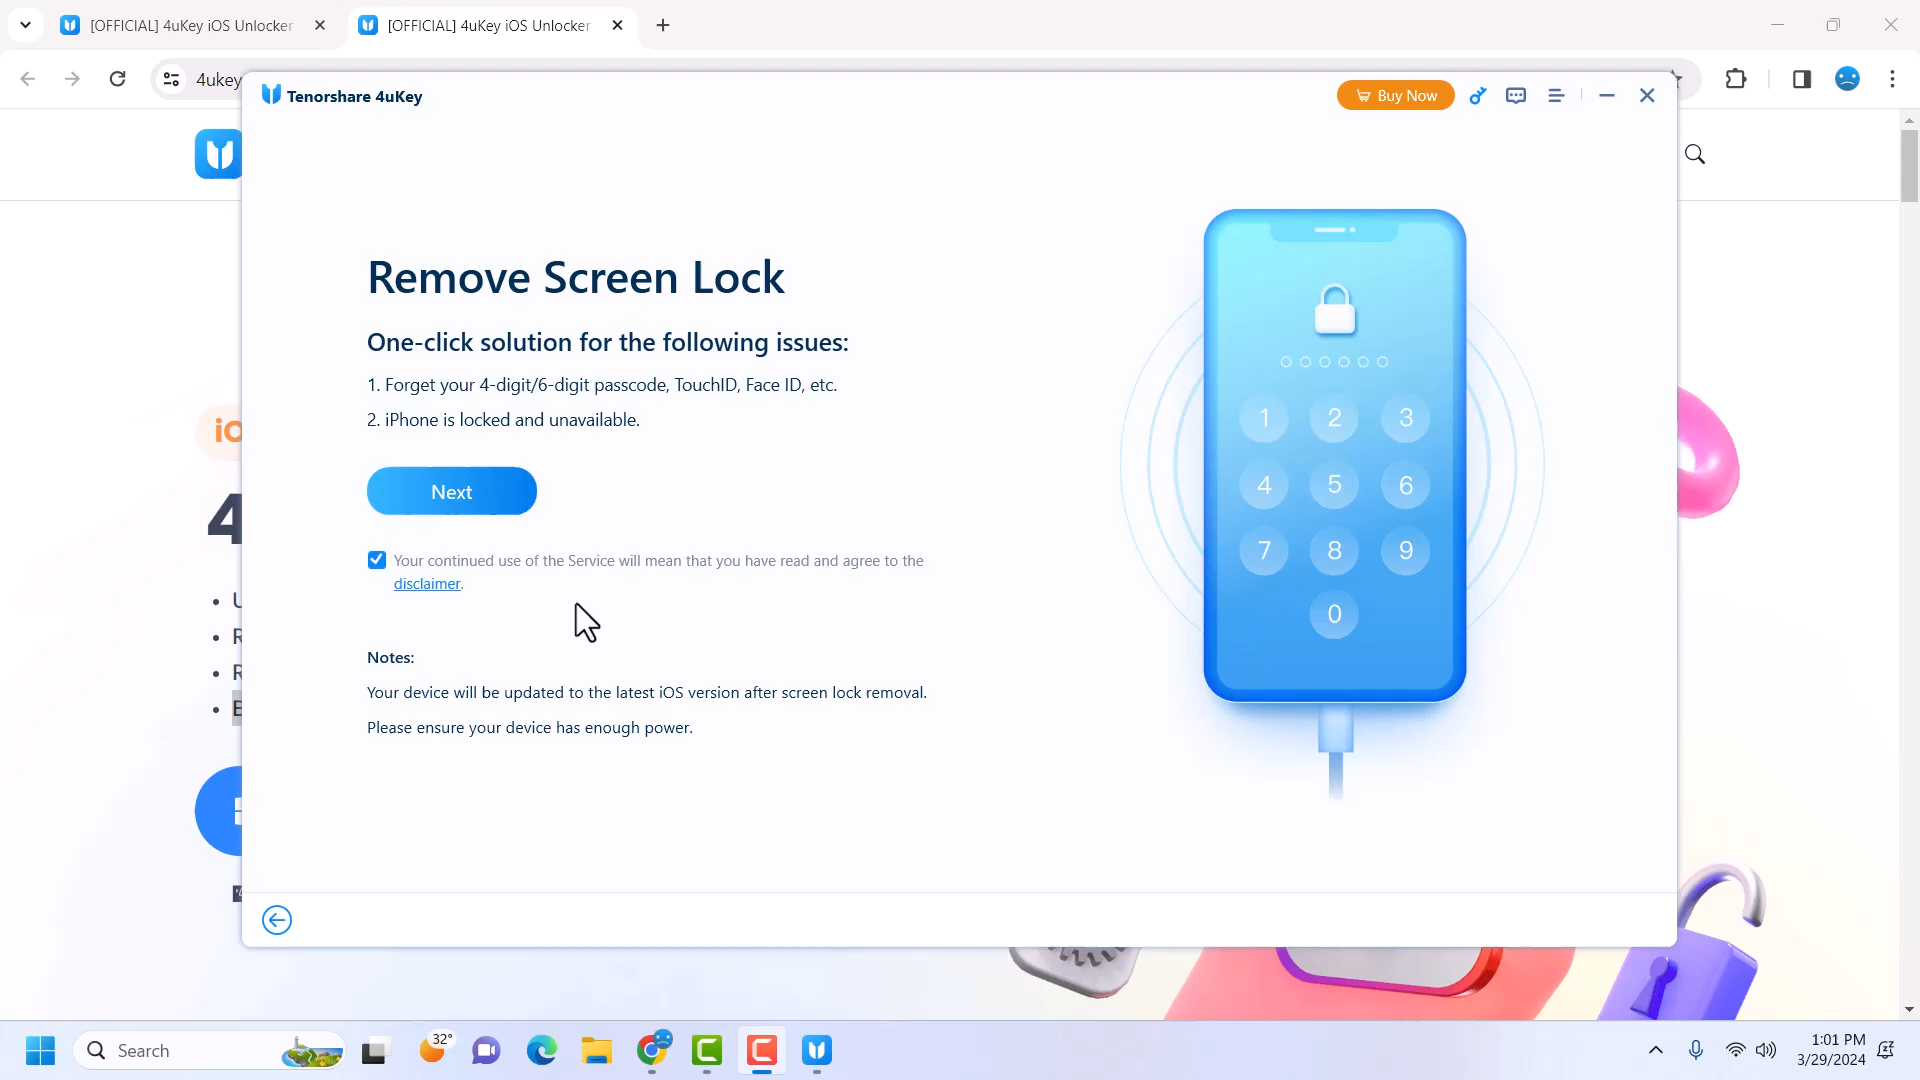 [OFFICIAL] 4uKey iOS Unlocker
[OFFICIAL] 4uKey iOS Unlocker
4ukey
Tenorshare 4uKey
Buy Now
Remove Screen Lock
One-click solution for the following issues:
1. Forget your 4-digit/6-digit passcode, TouchID, Face ID, etc.
2. iPhone is locked and unavailable.
Next
Your continued use of the Service will mean that you have read and agree to the
disclaimer.
Notes:
Your device will be updated to the latest iOS version after screen lock removal.
Please ensure your device has enough power.
1 2 3
4 5 6
7 8 9
0
4
Search
32°
1:01 PM
3/29/2024